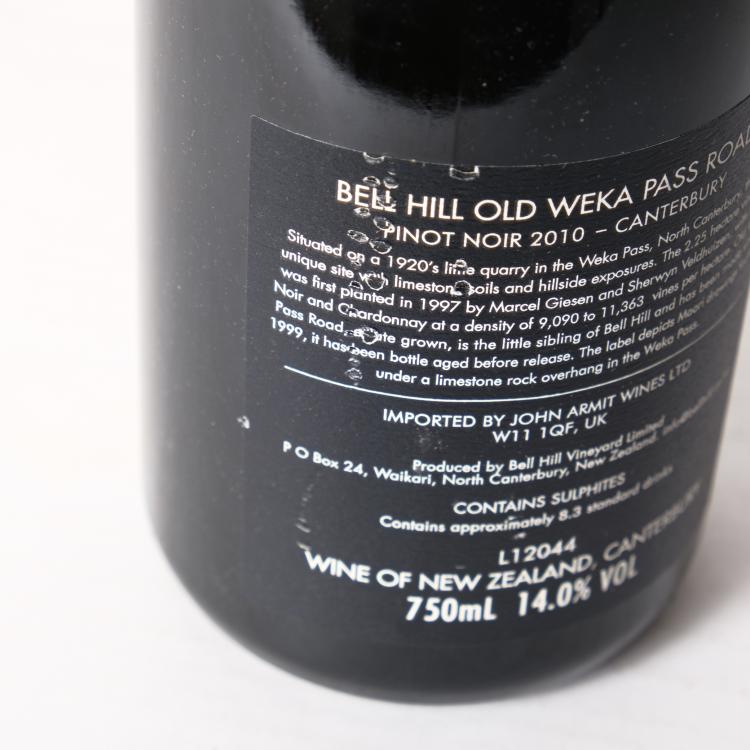 BELL HILL OLD WEKA PASS ROAD
PINOT NOIR 2010 – CANTERBURY
Situated on a 1920's lime quarry in the Weka Pass, North Canterbury,
unique site with limestone soils and hillside exposures. The 2.25 hectare
was first planted in 1997 by Marcel Giesen and Sherwyn Veldhuizen,
Noir and Chardonnay at a density of 9,090 to 11,363 vines per hectare.
Pass Road, estate grown, is the little sibling of Bell Hill and has been
1999, it has been bottle aged before release. The label depicts Maori
under a limestone rock overhang in the Weka Pass.
IMPORTED BY JOHN ARMIT WINES LTD
W11 1QF, UK
Produced by Bell Hill Vineyard Limited
P O Box 24, Waikari, North Canterbury, New Zealand.
CONTAINS SULPHITES
Contains approximately 8.3 standard drinks
L12044
WINE OF NEW ZEALAND, CANTERBURY
750mL 14.0% VOL